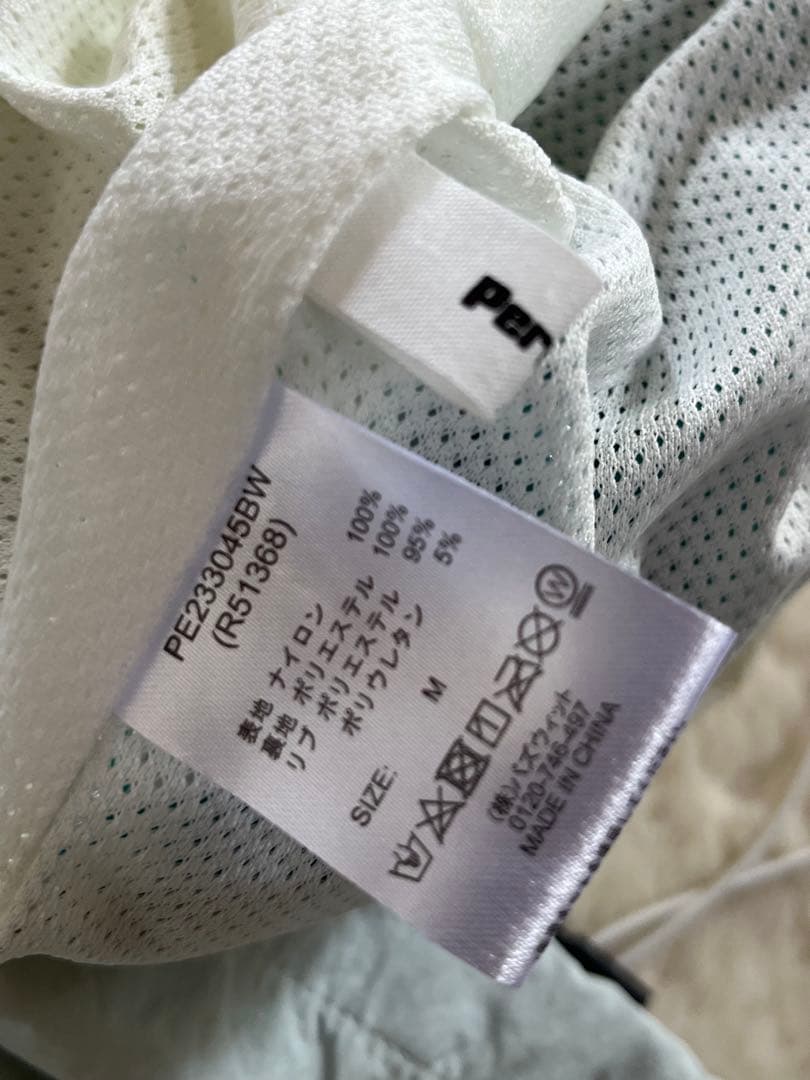 Per
PE233045BW
(R51368)
表地 ナイロン 100%
裏地 ポリエステル 100%
リブ ポリエステル 95%
ポリウレタン 5%
SIZE: M
W
(株)バズウィット
0120-746-497
MADE IN CHINA